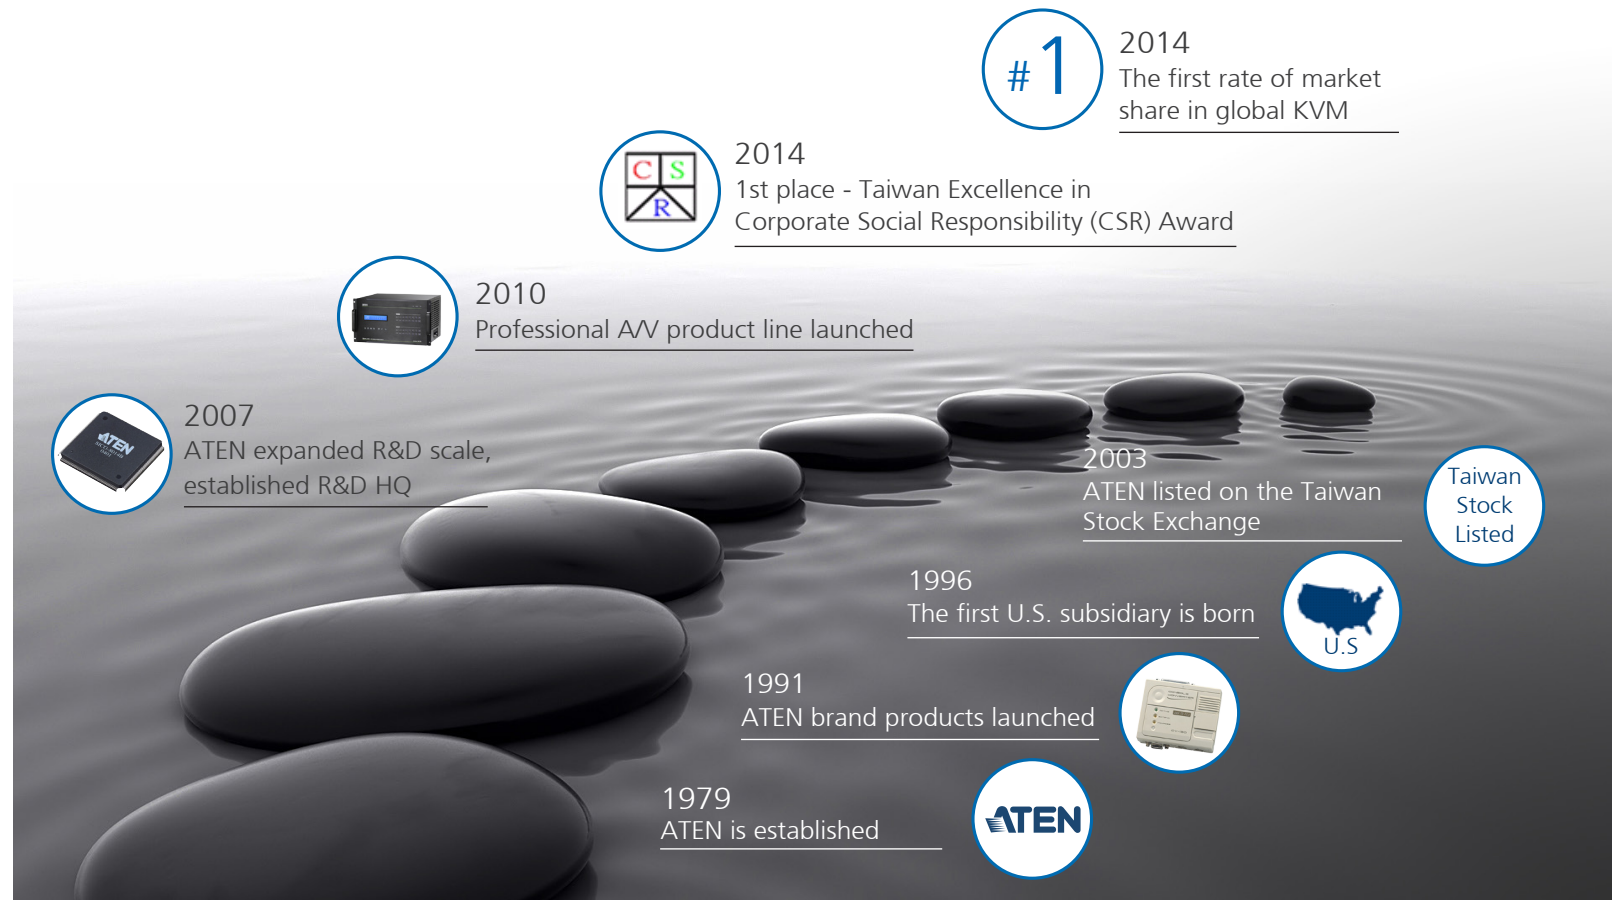 #1
2014
The first rate of market
share in global KVM
C S
R
2014
1st place - Taiwan Excellence in
Corporate Social Responsibility (CSR) Award
2010
Professional A/V product line launched
ATEN
2007
ATEN expanded R&D scale,
established R&D HQ
2003
ATEN listed on the Taiwan
Stock Exchange
Taiwan
Stock
Listed
1996
The first U.S. subsidiary is born
U.S
1991
ATEN brand products launched
1979
ATEN is established
ATEN